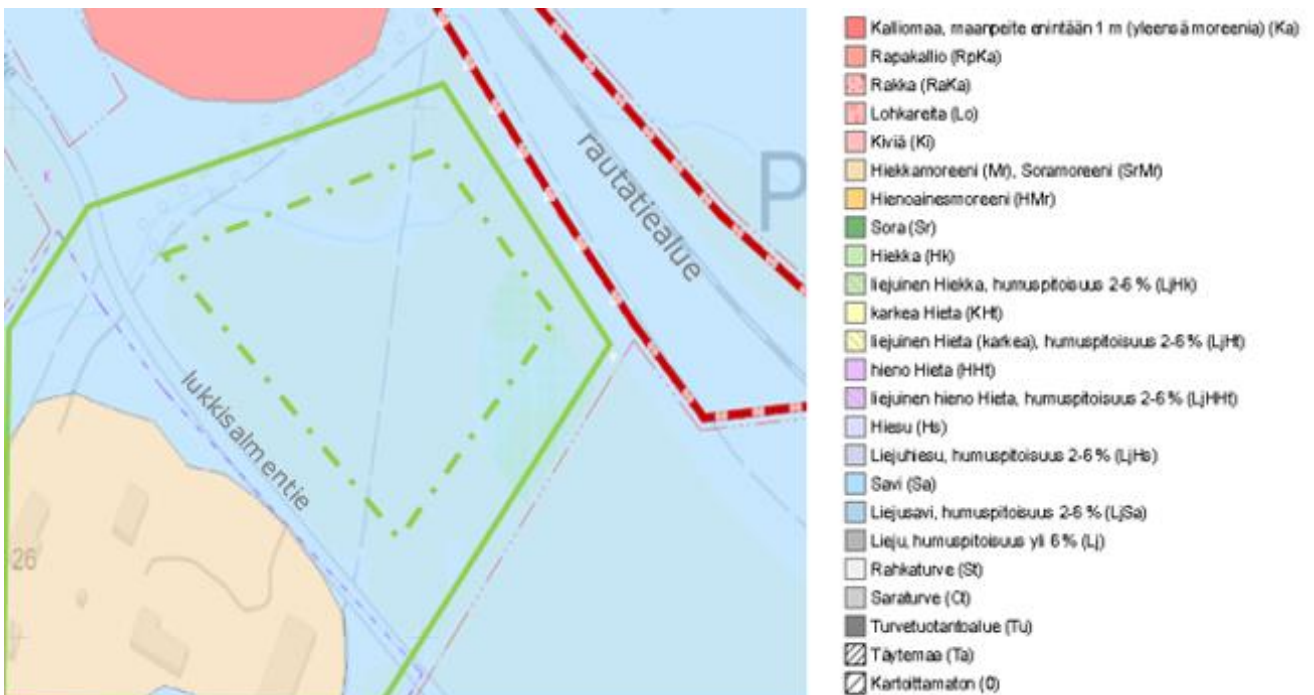 rautatiealue
P
lukkisalmentie
-26
Kalliomaa, maanpeite enintään 1 m (yleensä moreenia) (Ka)
Rapakallio (RpKa)
Rakka (RaKa)
Lohkareita (Lo)
Kiviä (Ki)
Hiekkamoreeni (Mr), Soramoreeni (SrMr)
Hienoainesmoreeni (HMr)
Sora (Sr)
Hiekka (Hk)
liejuinen Hiekka, humuspitoisuus 2-6 % (LjHk)
karkea Hieta (KHt)
liejuinen Hieta (karkea), humuspitoisuus 2-6 % (LjHt)
hieno Hieta (HHt)
liejuinen hieno Hieta, humuspitoisuus 2-6 % (LjHHt)
Hiesu (Hs)
Liejuhiesu, humuspitoisuus 2-6 % (LjHs)
Savi (Sa)
Liejusavi, humuspitoisuus 2-6 % (LjSa)
Lieju, humuspitoisuus yli 6 % (Lj)
Rahkaturve (St)
Saraturve (Ct)
Turvetuotantoalue (Tu)
Täytemaa (Ta)
Kartoittamaton (0)